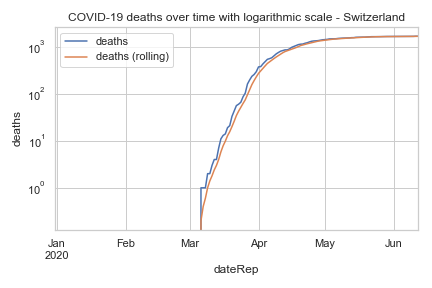 COVID-19 deaths over time with logarithmic scale - Switzerland
deaths
deaths (rolling)
10³
10²
10¹
10⁰
deaths
Jan Feb Mar Apr May Jun
2020
dateRep